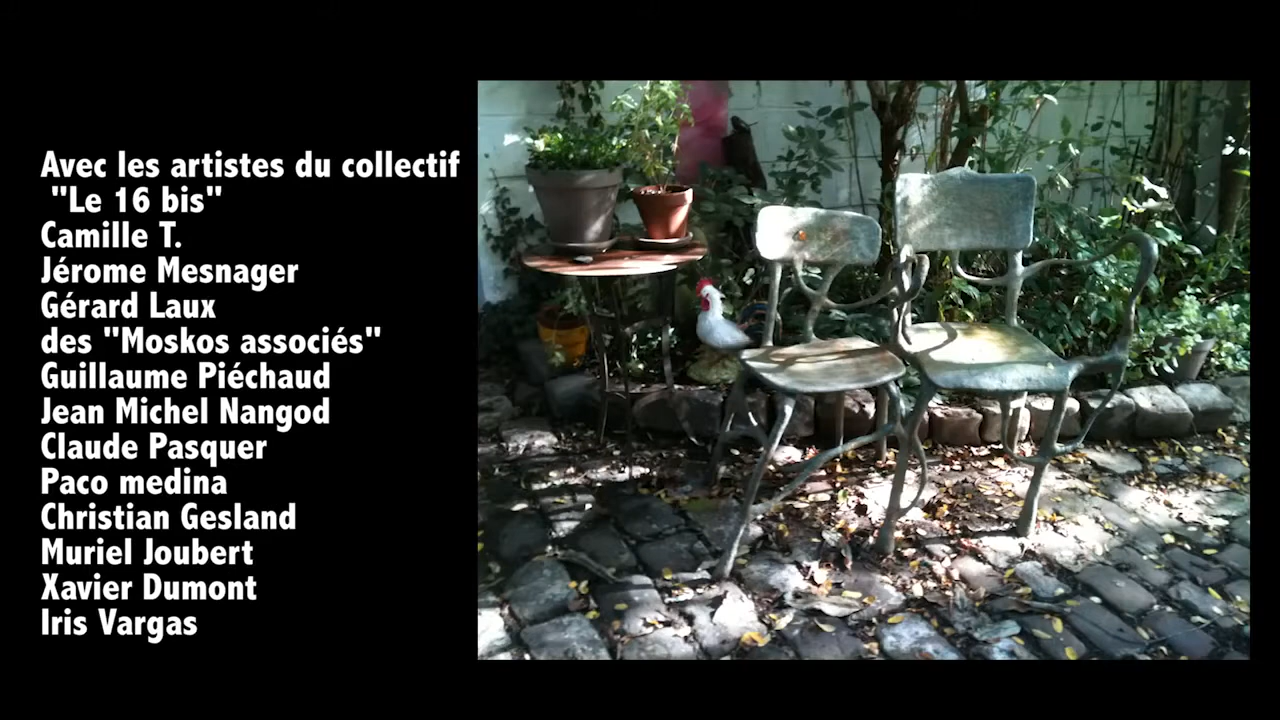 Avec les artistes du collectif
"Le 16 bis"
Camille T.
Jérome Mesnager
Gérard Laux
des "Moskos associés"
Guillaume Piéchaud
Jean Michel Nangod
Claude Pasquer
Paco medina
Christian Gesland
Muriel Joubert
Xavier Dumont
Iris Vargas